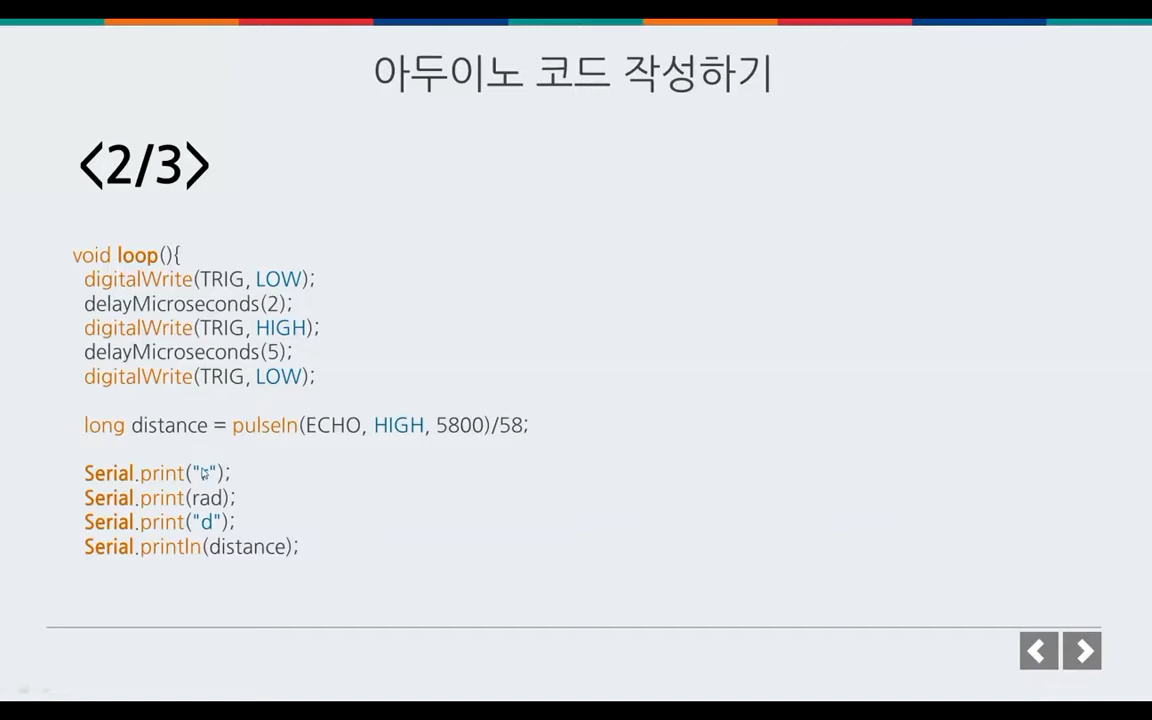 아두이노 코드 작성하기
<2/3>
void loop(){
digitalWrite(TRIG, LOW);
delayMicroseconds(2);
digitalWrite(TRIG, HIGH);
delayMicroseconds(5);
digitalWrite(TRIG, LOW);
long distance = pulseIn(ECHO, HIGH, 5800)/58;
Serial.print("");
Serial.print(rad);
Serial.print("d");
Serial.println(distance);